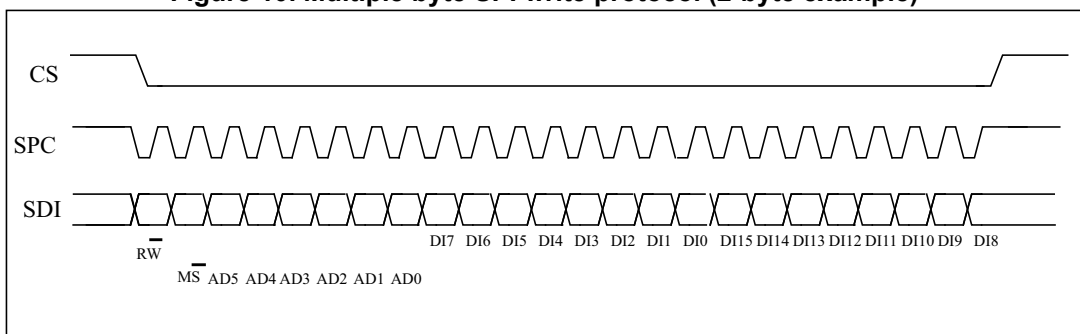 Figure 10. Multiple byte SPI write protocol (2-byte example)
CS
SPC
SDI
DI7 DI6 DI5 DI4 DI3 DI2 DI1 DI0 DI15 DI14 DI13 DI12 DI11 DI10 DI9 DI8
RW
MS AD5 AD4 AD3 AD2 AD1 AD0